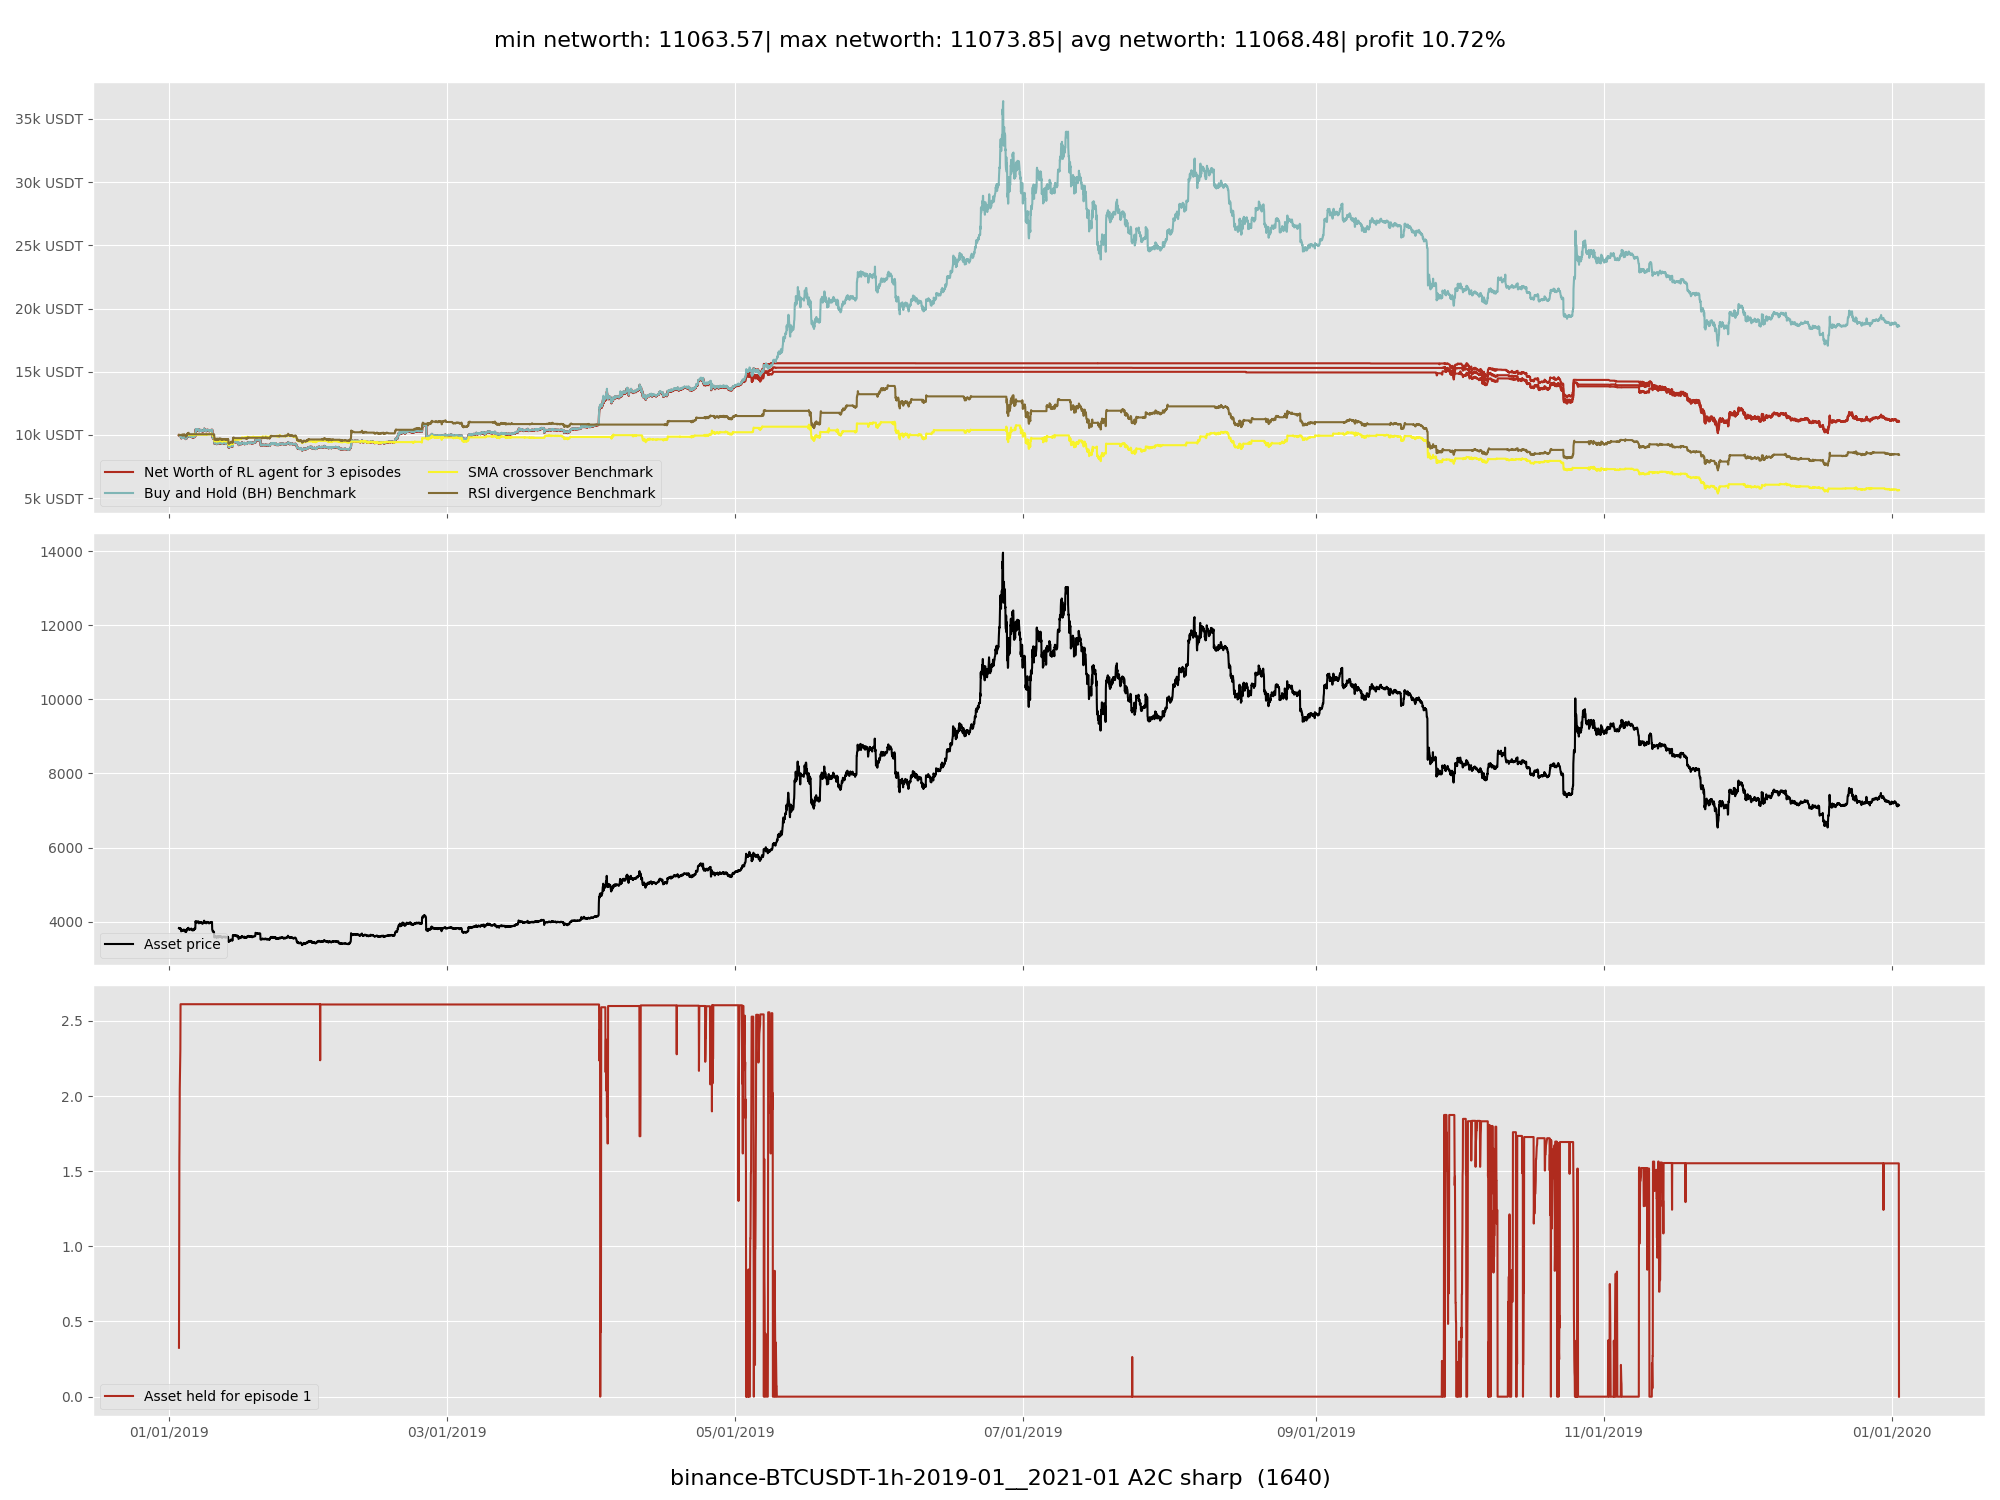 min networth: 11063.57| max networth: 11073.85| avg networth: 11068.48| profit 10.72%
35k USDT
30k USDT
25k USDT
20k USDT
15k USDT
10k USDT
5k USDT
Net Worth of RL agent for 3 episodes
Buy and Hold (BH) Benchmark
SMA crossover Benchmark
RSI divergence Benchmark
14000
12000
10000
8000
6000
4000
Asset price
2.5
2.0
1.5
1.0
0.5
0.0
Asset held for episode 1
01/01/2019 03/01/2019 05/01/2019 07/01/2019 09/01/2019 11/01/2019 01/01/2020
binance-BTCUSDT-1h-2019-01__2021-01 A2C sharp (1640)